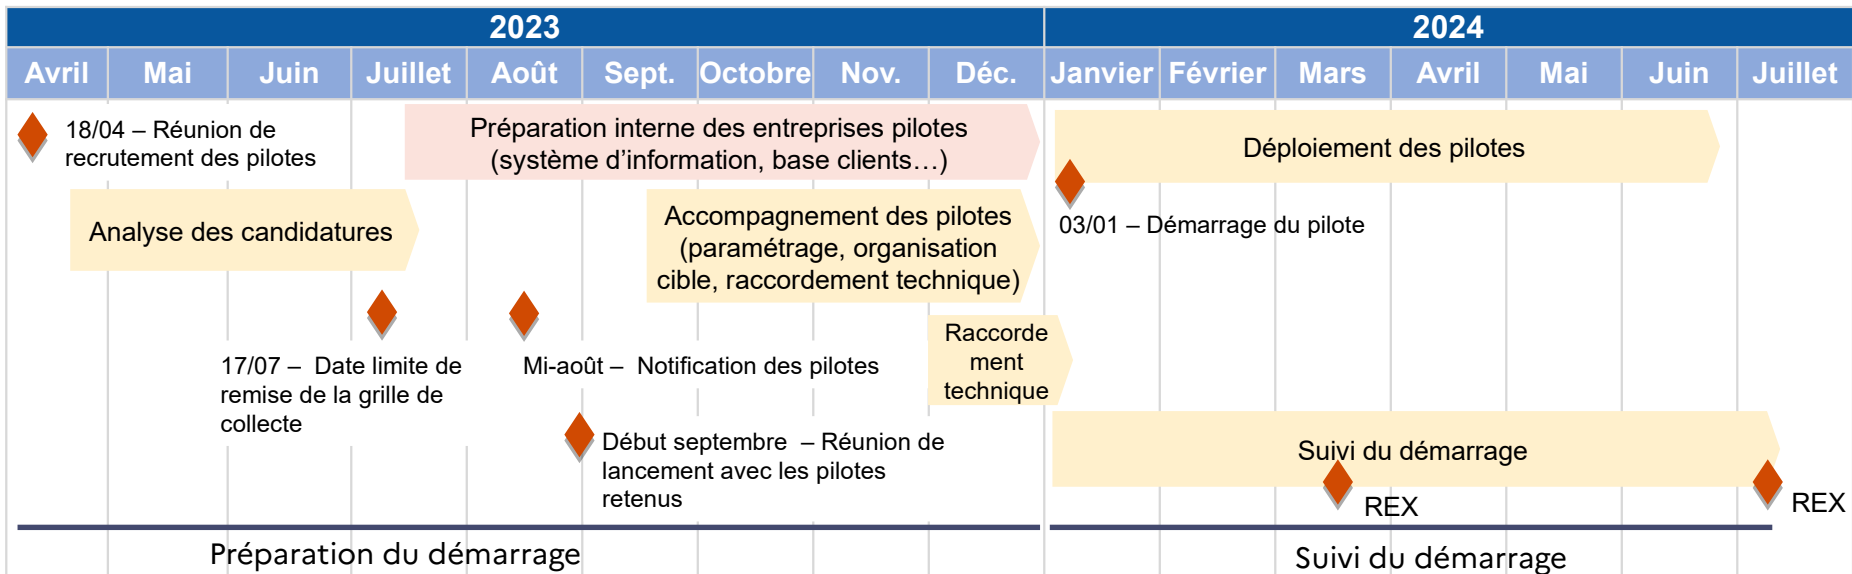 2023
2024
Avril
Mai
Juin
Juillet
Août
Sept.
Octobre
Nov.
Déc.
Janvier
Février
Mars
Avril
Mai
Juin
Juillet
18/04 – Réunion de
recrutement des pilotes
Préparation interne des entreprises pilotes
(système d’information, base clients…)
Déploiement des pilotes
Analyse des candidatures
Accompagnement des pilotes
(paramétrage, organisation
cible, raccordement technique)
03/01 – Démarrage du pilote
17/07 – Date limite de
remise de la grille de
collecte
Mi-août – Notification des pilotes
Raccorde
ment
technique
Début septembre – Réunion de
lancement avec les pilotes
retenus
Suivi du démarrage
REX
REX
Préparation du démarrage
Suivi du démarrage